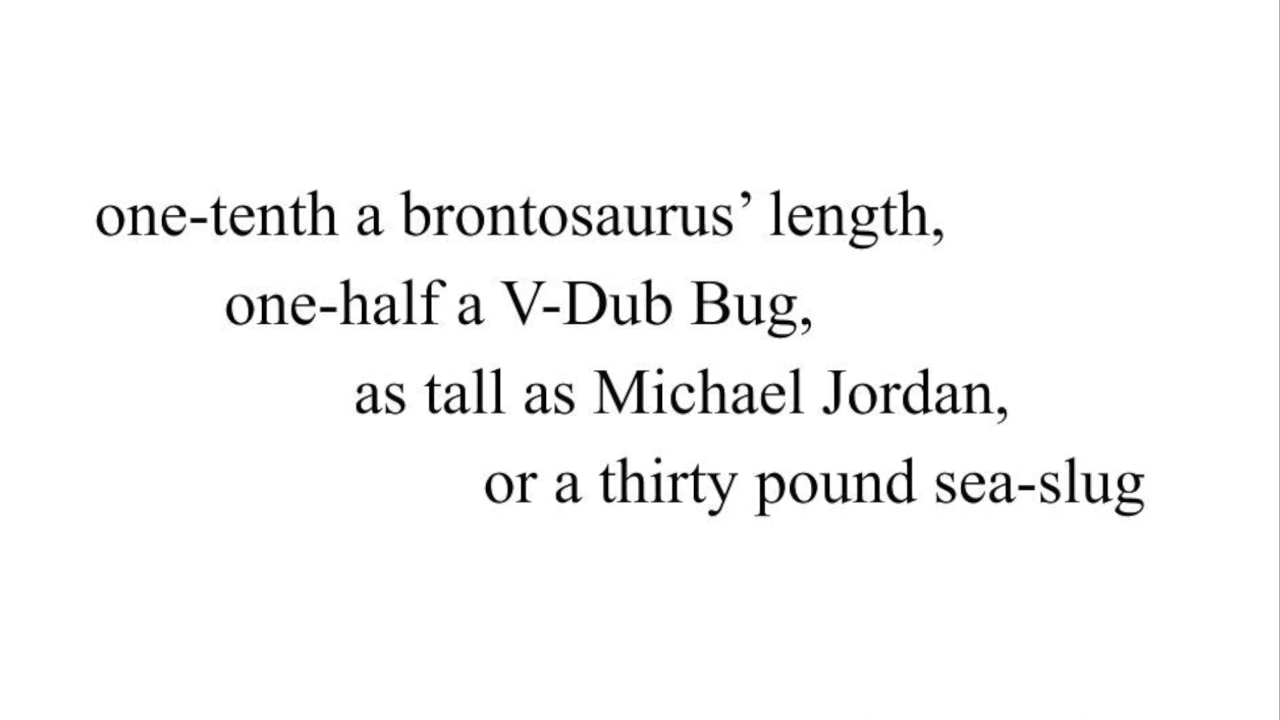 one-tenth a brontosaurus’ length,
one-half a V-Dub Bug,
as tall as Michael Jordan,
or a thirty pound sea-slug